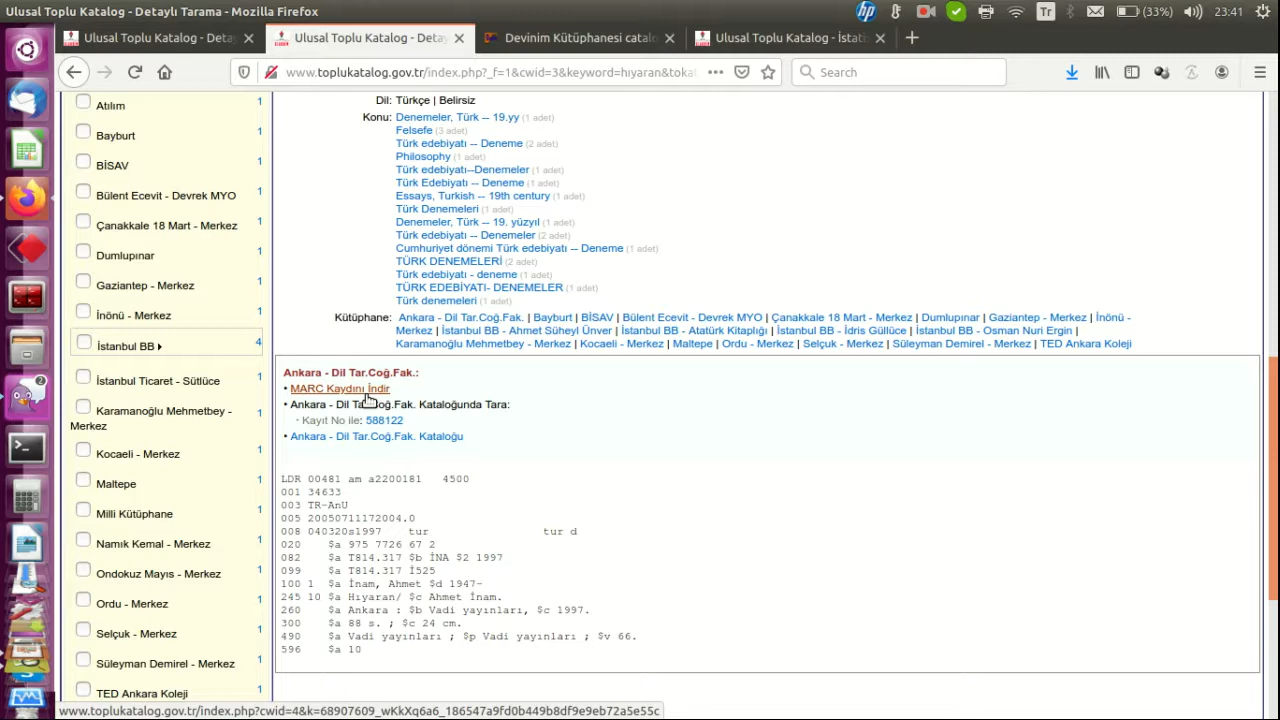 Ulusal Toplu Katalog - Detaylı Tarama - Mozilla Firefox
Tr (33%) 23:41
Ulusal Toplu Katalog - Detay
Ulusal Toplu Katalog - Detay
Devinim Kütüphanesi catalo
Ulusal Toplu Katalog - İstat
www.toplukatalog.gov.tr/index.php?_f=1&cwid=3&keyword=hıyaran&toka
Search
Atılım 1
Bayburt 1
BİSAV 1
Bülent Ecevit - Devrek MYO 1
Çanakkale 18 Mart - Merkez 1
Dumlupınar 1
Gaziantep - Merkez 1
İnönü - Merkez 1
İstanbul BB 4
İstanbul Ticaret - Sütlüce 1
Karamanoğlu Mehmetbey - 1
Merkez
Kocaeli - Merkez 1
Maltepe 1
Milli Kütüphane 1
Namık Kemal - Merkez 1
Ondokuz Mayıs - Merkez 1
Ordu - Merkez 1
Selçuk - Merkez 1
Süleyman Demirel - Merkez 1
TED Ankara Koleji 1
2
Dil: Türkçe | Belirsiz
Konu: Denemeler, Türk -- 19.yy (1 adet)
Felsefe (3 adet)
Türk edebiyatı -- Deneme (2 adet)
Philosophy (1 adet)
Türk edebiyatı--Denemeler (1 adet)
Türk Edebiyatı -- Deneme (1 adet)
Essays, Turkish -- 19th century (1 adet)
Türk Denemeleri (1 adet)
Denemeler, Türk -- 19. yüzyıl (1 adet)
Türk edebiyatı -- Denemeler (2 adet)
Cumhuriyet dönemi Türk edebiyatı -- Deneme (1 adet)
TÜRK DENEMELERİ (2 adet)
Türk edebiyatı - deneme (1 adet)
TÜRK EDEBİYATI- DENEMELER (1 adet)
Türk denemeleri (1 adet)
Kütüphane: Ankara - Dil Tar.Coğ.Fak. | Bayburt | BİSAV | Bülent Ecevit - Devrek MYO | Çanakkale 18 Mart - Merkez | Dumlupınar | Gaziantep - Merkez | İnönü -
Merkez | İstanbul BB - Ahmet Süheyl Ünver | İstanbul BB - Atatürk Kitaplığı | İstanbul BB - İdris Güllüce | İstanbul BB - Osman Nuri Ergin |
Karamanoğlu Mehmetbey - Merkez | Kocaeli - Merkez | Maltepe | Ordu - Merkez | Selçuk - Merkez | Süleyman Demirel - Merkez | TED Ankara Koleji
Ankara - Dil Tar.Coğ.Fak.:
• MARC Kaydını İndir
• Ankara - Dil Tar.Coğ.Fak. Kataloğunda Tara:
· Kayıt No ile: 588122
• Ankara - Dil Tar.Coğ.Fak. Kataloğu
LDR 00481 am a2200181 4500
001 34633
003 TR-AnU
005 20050711172004.0
008 040320s1997 tur tur d
020 $a 975 7726 67 2
082 $a T814.317 $b İNA $2 1997
099 $a T814.317 İ525
100 1 $a İnam, Ahmet $d 1947-
245 10 $a Hıyaran/ $c Ahmet İnam.
260 $a Ankara : $b Vadi yayınları, $c 1997.
300 $a 88 s. ; $c 24 cm.
490 $a Vadi yayınları ; $p Vadi yayınları ; $v 66.
596 $a 10
www.toplukatalog.gov.tr/index.php?cwid=4&k=68907609_wKkXq6a6_186547a9fd0b449b8df9e9eb72a5e55c